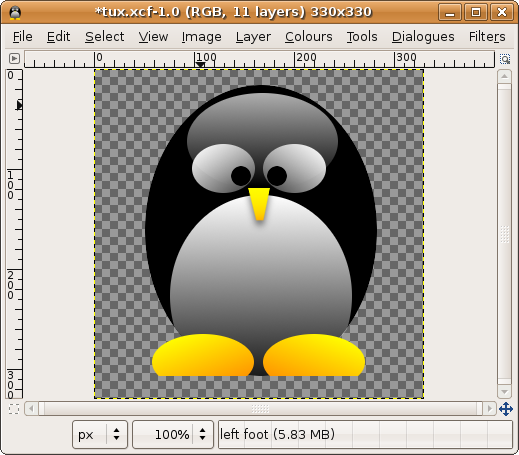 *tux.xcf-1.0 (RGB, 11 layers) 330x330
File Edit Select View Image Layer Colours Tools Dialogues Filters
0 100 200 300
0
100
200
300
px 100% left foot (5.83 MB)